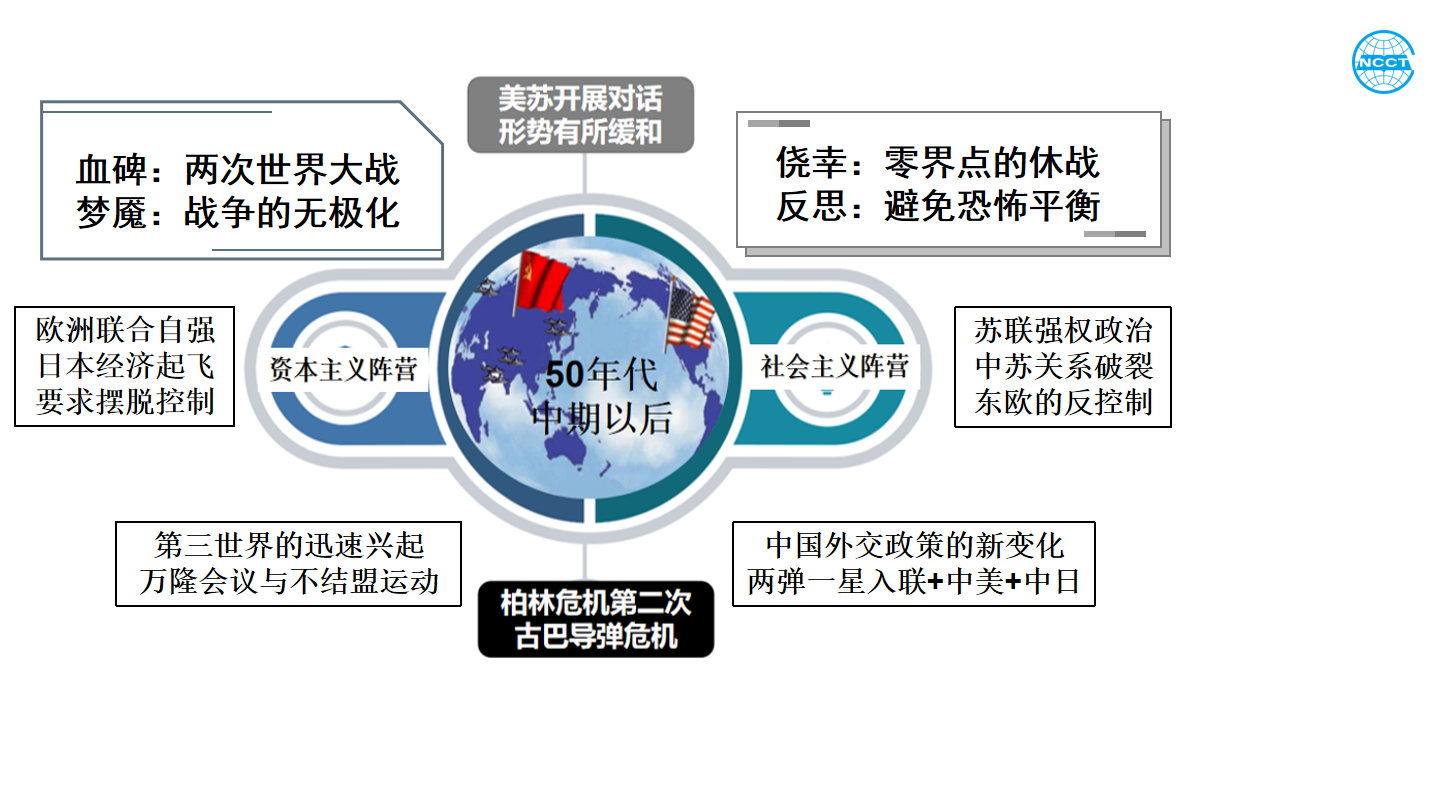 NCCT
美苏开展对话
形势有所缓和
血碑：两次世界大战
梦魇：战争的无极化
侥幸：零界点的休战
反思：避免恐怖平衡
欧洲联合自强
日本经济起飞
要求摆脱控制
资本主义阵营
50年代
中期以后
社会主义阵营
苏联强权政治
中苏关系破裂
东欧的反控制
第三世界的迅速兴起
万隆会议与不结盟运动
柏林危机第二次
古巴导弹危机
中国外交政策的新变化
两弹一星入联+中美+中日